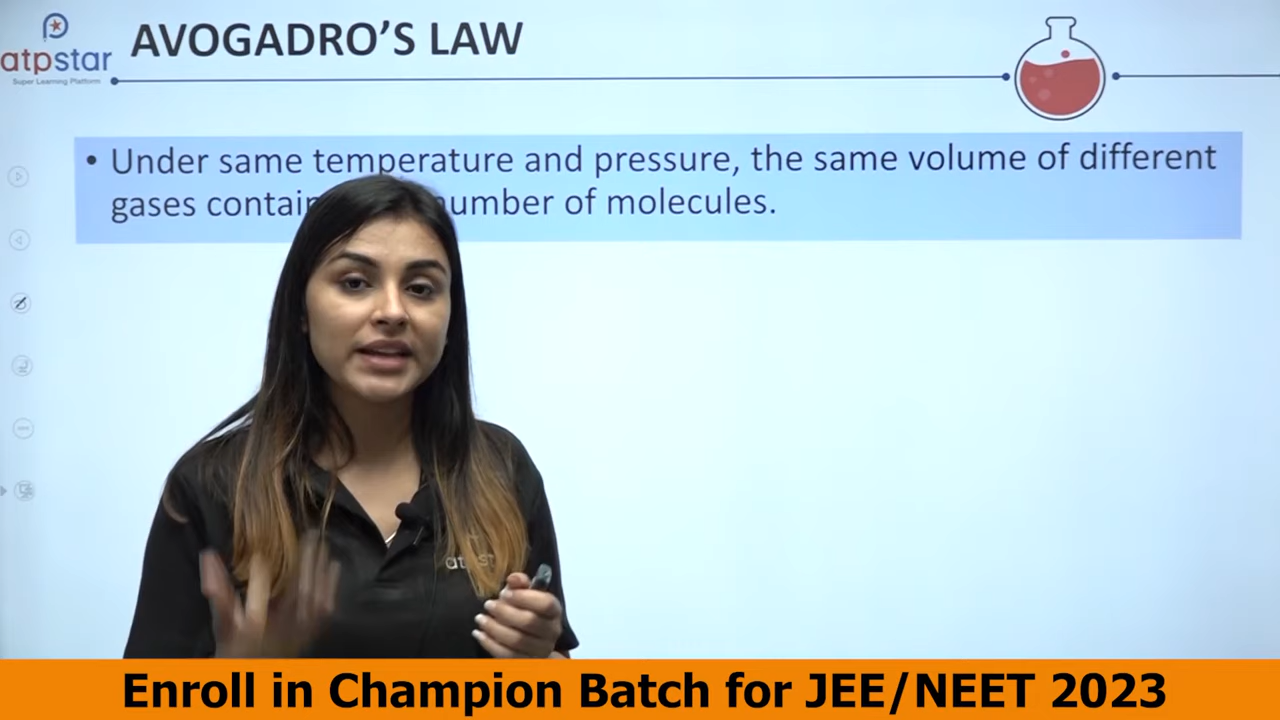 atpstar
Super Learning Platform
AVOGADRO'S LAW
• Under same temperature and pressure, the same volume of different
gases contain number of molecules.
Enroll in Champion Batch for JEE/NEET 2023